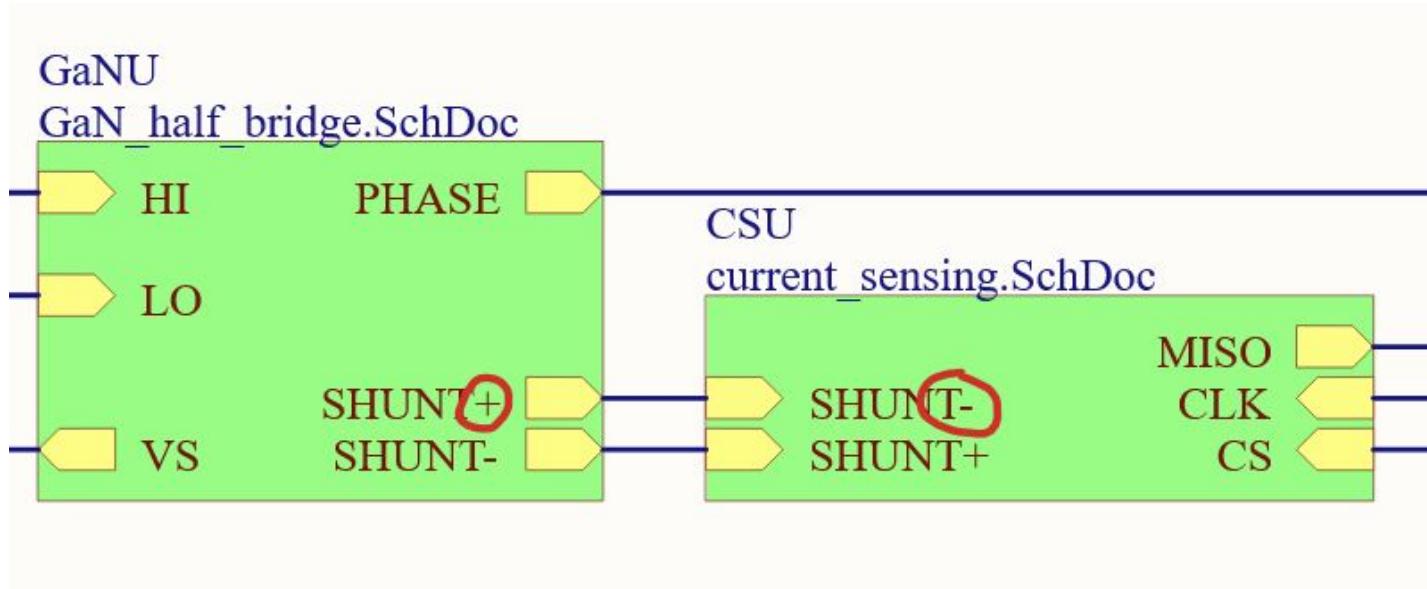 GaNU
GaN_half_bridge.SchDoc
HI
PHASE
LO
SHUNT+
VS
SHUNT-
CSU
current_sensing.SchDoc
MISO
SHUNT-
CLK
SHUNT+
CS